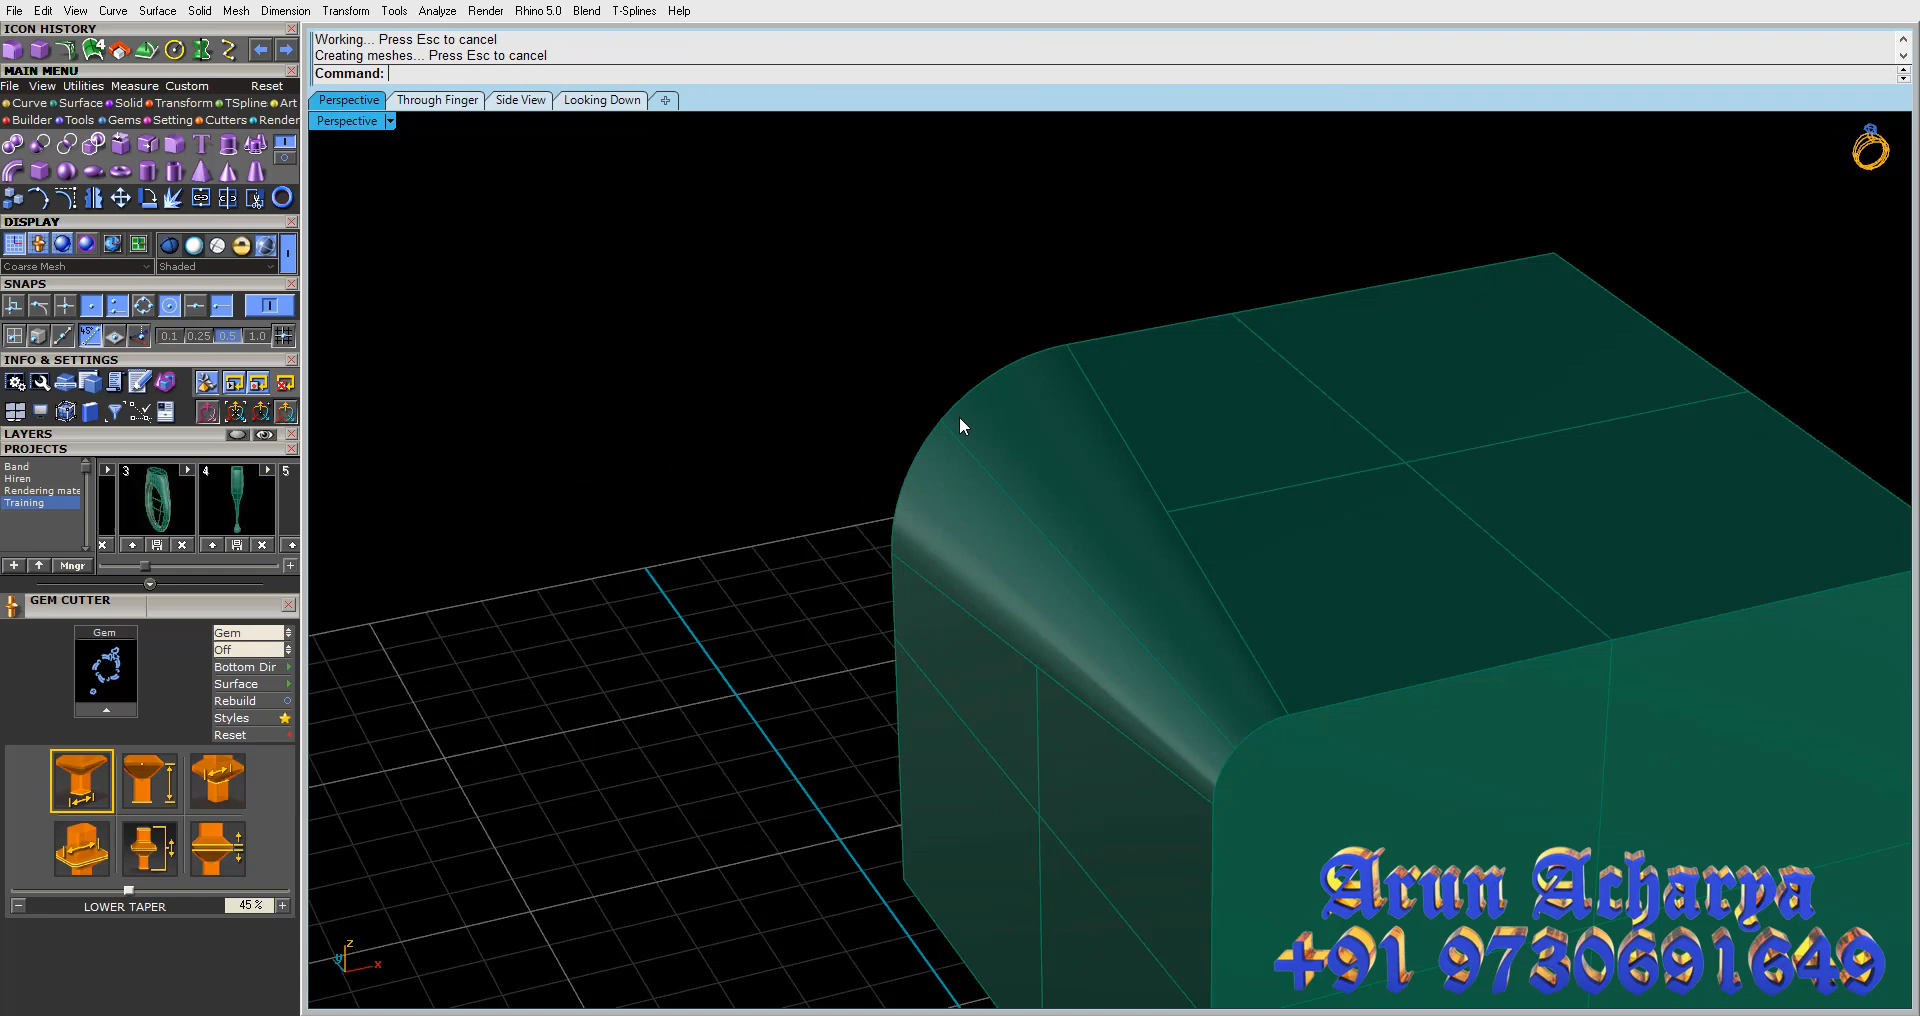 File Edit View Curve Surface Solid Mesh Dimension Transform Tools Analyze Render Rhino 5.0 Blend T-Splines Help
ICON HISTORY
MAIN MENU
File View Utilities Measure Custom Reset
Curve Surface Solid Transform TSpline Art
Builder Tools Gems Setting Cutters Render
DISPLAY
Coarse Mesh Shaded
SNAPS
45°
0.1 0.25 0.5 1.0
INFO & SETTINGS
LAYERS
PROJECTS
Band
Hiren
Rendering mate
Training
3 4 5
Mngr
GEM CUTTER
Gem
Gem
Off
Bottom Dir
Surface
Rebuild
Styles
Reset
LOWER TAPER 45 %
Working... Press Esc to cancel
Creating meshes... Press Esc to cancel
Command:
Perspective Through Finger Side View Looking Down
Perspective
z
y
x
Arun Acharya
+91 9730691649